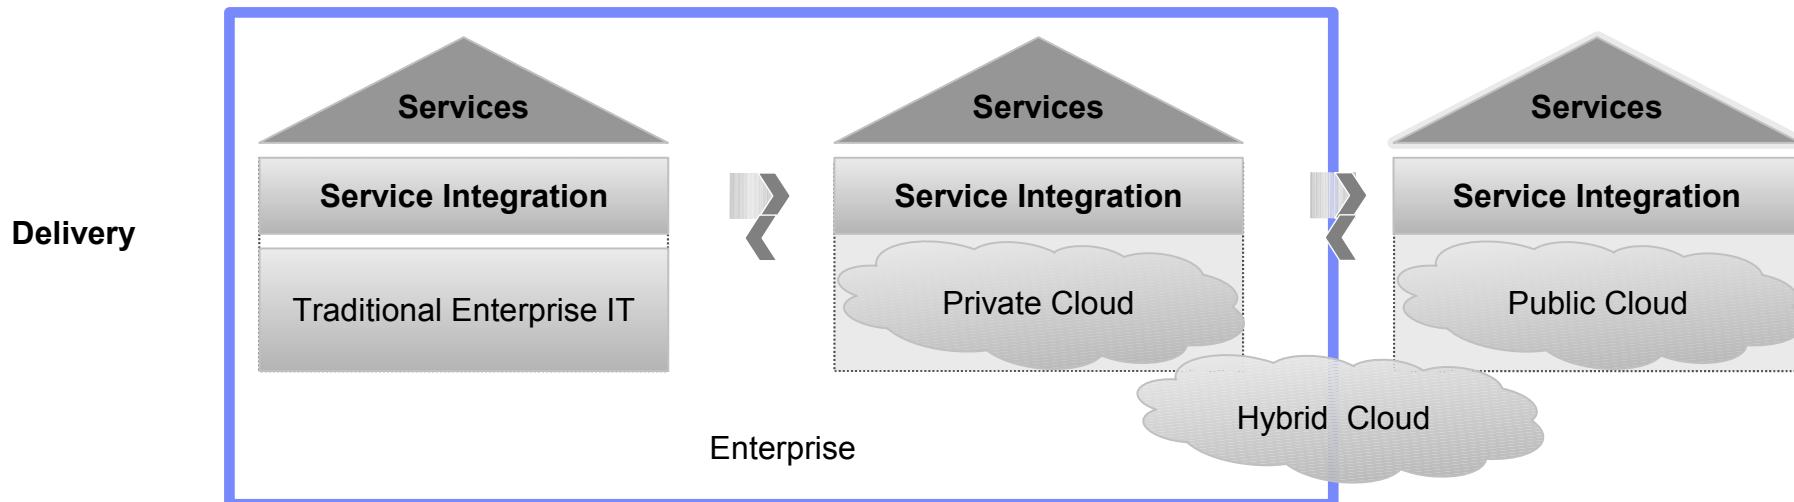 Services
Services
Services
Service Integration
Service Integration
Service Integration
Delivery
Traditional Enterprise IT
Private Cloud
Public Cloud
Hybrid Cloud
Enterprise